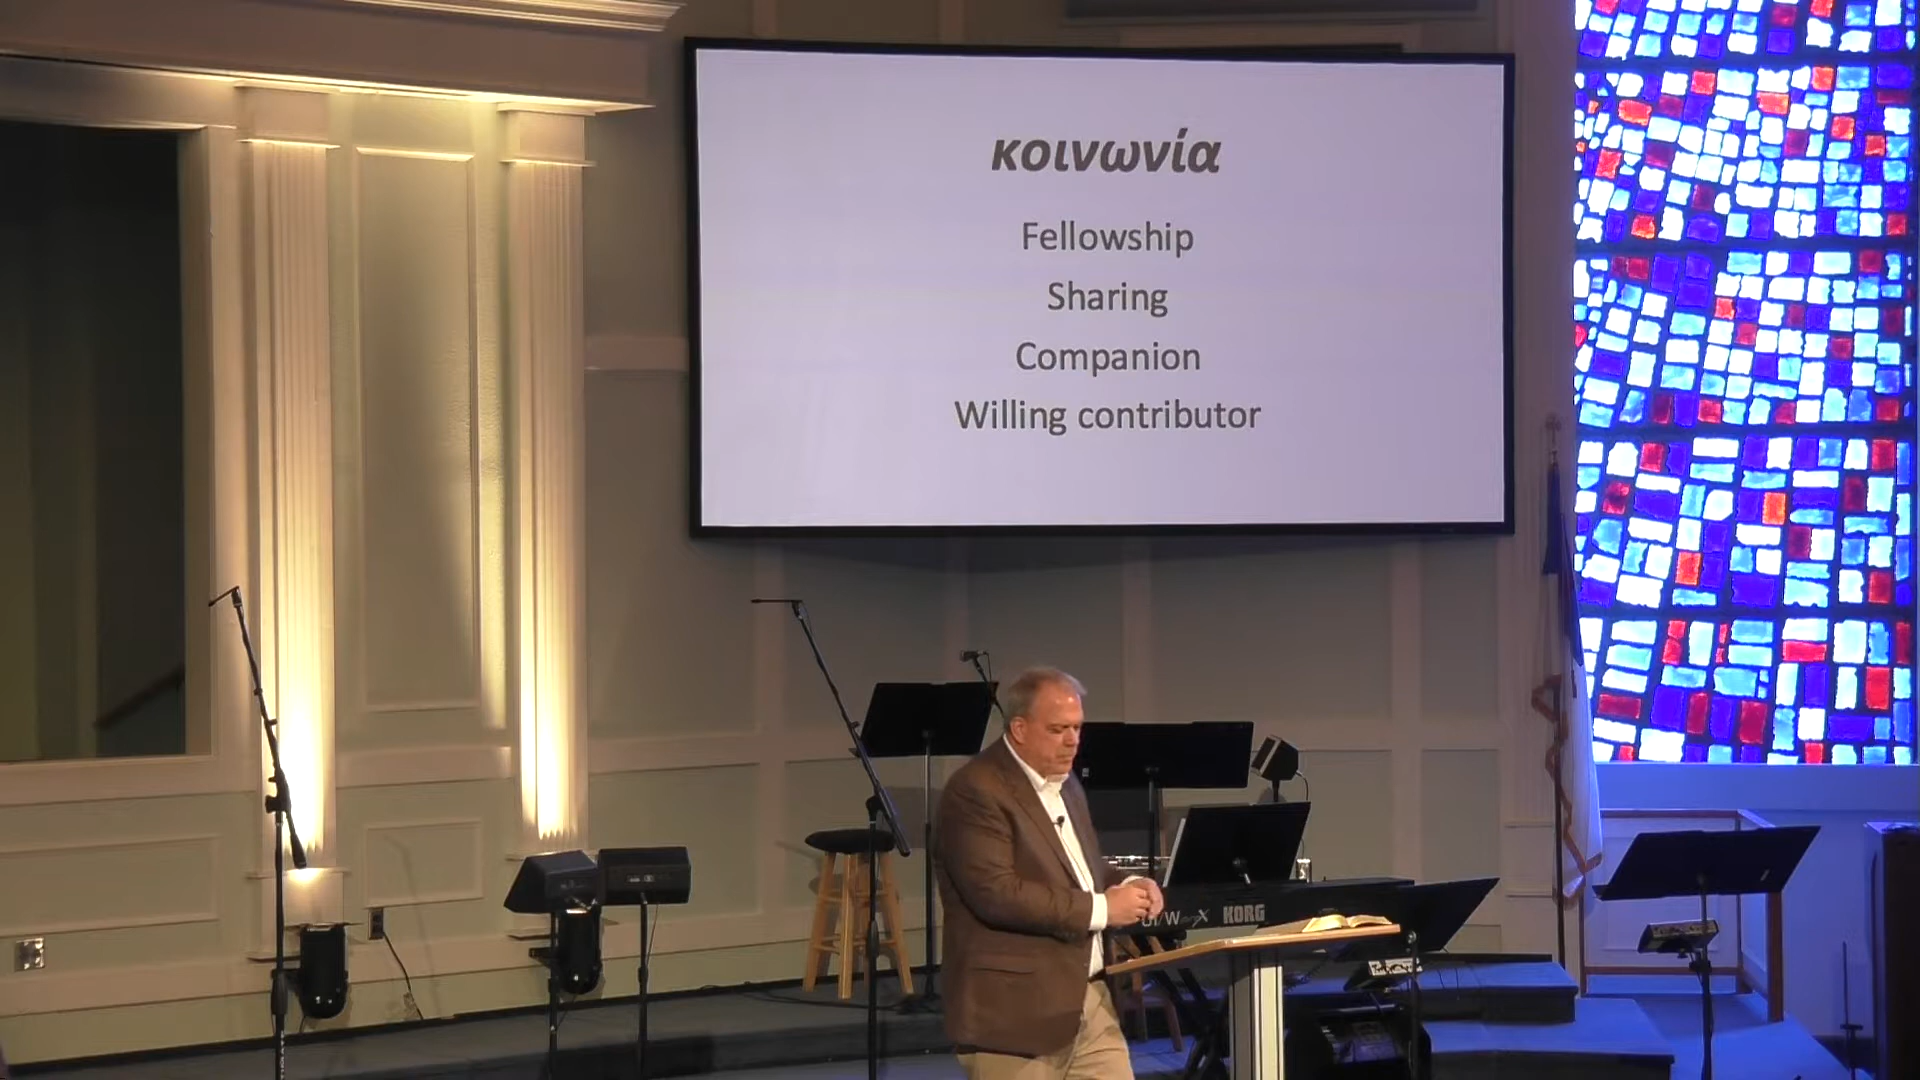 κοινωνία
Fellowship
Sharing
Companion
Willing contributor
KORG